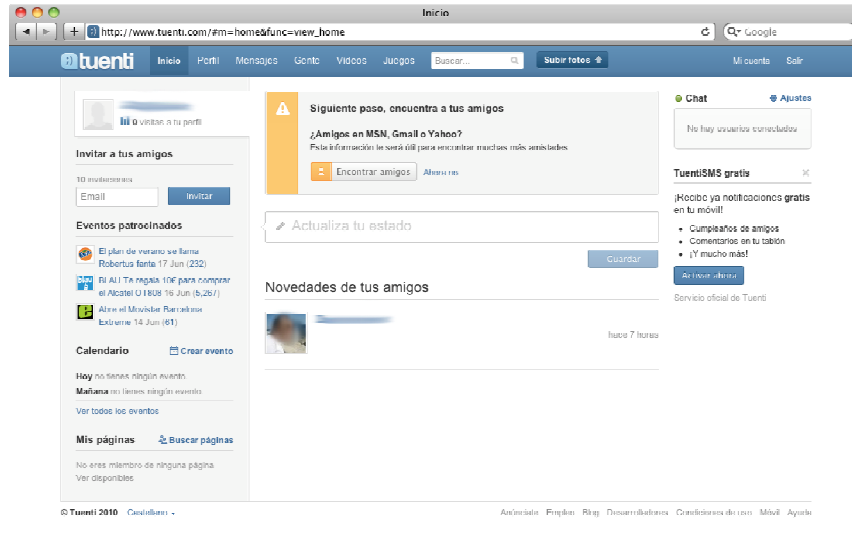 Inicio
http://www.tuenti.com/#m=home&func=view_home
Google
tuenti Inicio Perfil Mensajes Gente Vídeos Juegos Buscar... Subir fotos Mi cuenta Salir
0 visitas a tu perfil
Invitar a tus amigos
10 invitaciones
Email Invitar
Eventos patrocinados
El plan de verano se llama
Robertus fanta 17 Jun (232)
BLAU Te regala 10€ para comprar
el Alcatel OT808 16 Jun (5,267)
Abre el Movistar Barcelona
Extreme 14 Jun (61)
Calendario Crear evento
Hoy no tienes ningún evento
Mañana no tienes ningún evento
Ver todos los eventos
Mis páginas Buscar páginas
No eres miembro de ninguna página
Ver disponibles
Siguiente paso, encuentra a tus amigos
¿Amigos en MSN, Gmail o Yahoo?
Esta información te será útil para encontrar muchas más amistades
Encontrar amigos Ahora no
Actualiza tu estado
Guardar
Novedades de tus amigos
hace 7 horas
Chat Ajustes
No hay usuarios conectados
TuentiSMS gratis
¡Recibe ya notificaciones gratis
en tu móvil!
Cumpleaños de amigos
Comentarios en tu tablón
¡Y mucho más!
Activar ahora
Servicio oficial de Tuenti
© Tuenti 2010 Castellano
Anúnciate Empleo Blog Desarrolladores Condiciones de uso Móvil Ayuda